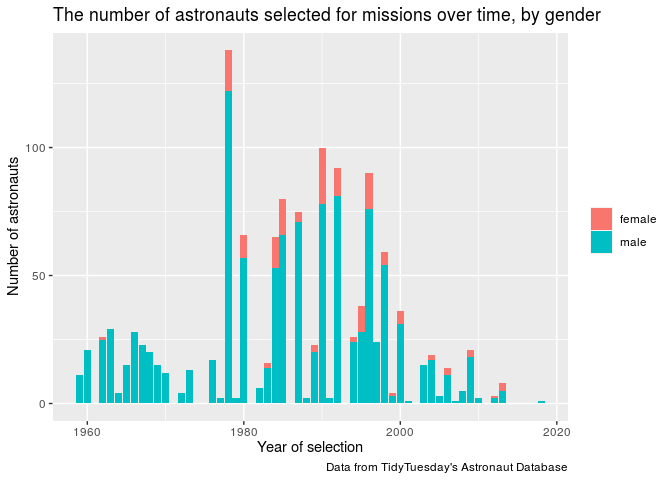 The number of astronauts selected for missions over time, by gender
Number of astronauts
100
50
0
1960
1980
2000
2020
Year of selection
female
male
Data from TidyTuesday's Astronaut Database